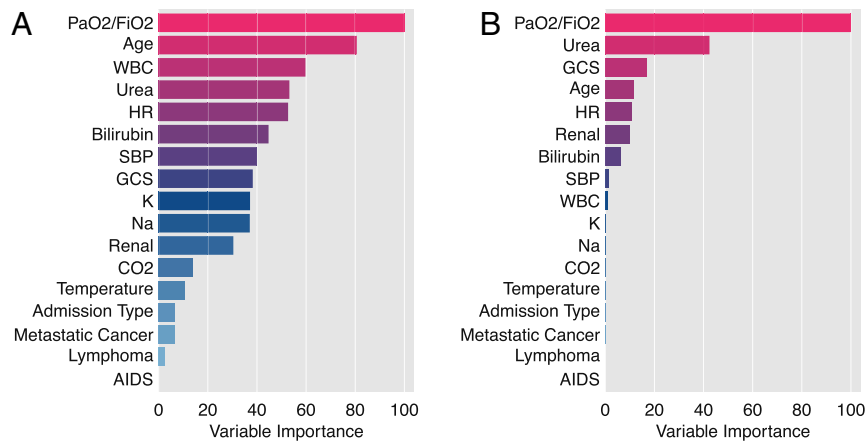 A
PaO2/FiO2
Age
WBC
Urea
HR
Bilirubin
SBP
GCS
K
Na
Renal
CO2
Temperature
Admission Type
Metastatic Cancer
Lymphoma
AIDS
0 20 40 60 80 100
Variable Importance
B
PaO2/FiO2
Urea
GCS
Age
HR
Renal
Bilirubin
SBP
WBC
K
Na
CO2
Temperature
Admission Type
Metastatic Cancer
Lymphoma
AIDS
0 20 40 60 80 100
Variable Importance